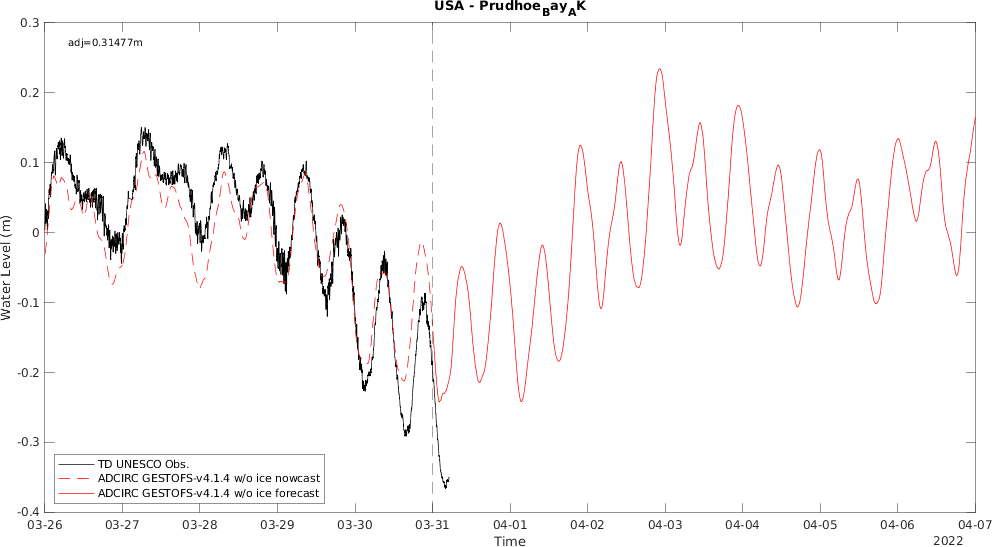 USA - Prudhoe_Bay_AK
adj=0.31477m
0.3
0.2
0.1
0
-0.1
-0.2
-0.3
-0.4
Water Level (m)
TD UNESCO Obs.
ADCIRC GESTOFS-v4.1.4 w/o ice nowcast
ADCIRC GESTOFS-v4.1.4 w/o ice forecast
03-26 03-27 03-28 03-29 03-30 03-31 04-01 04-02 04-03 04-04 04-05 04-06 04-07
Time
2022